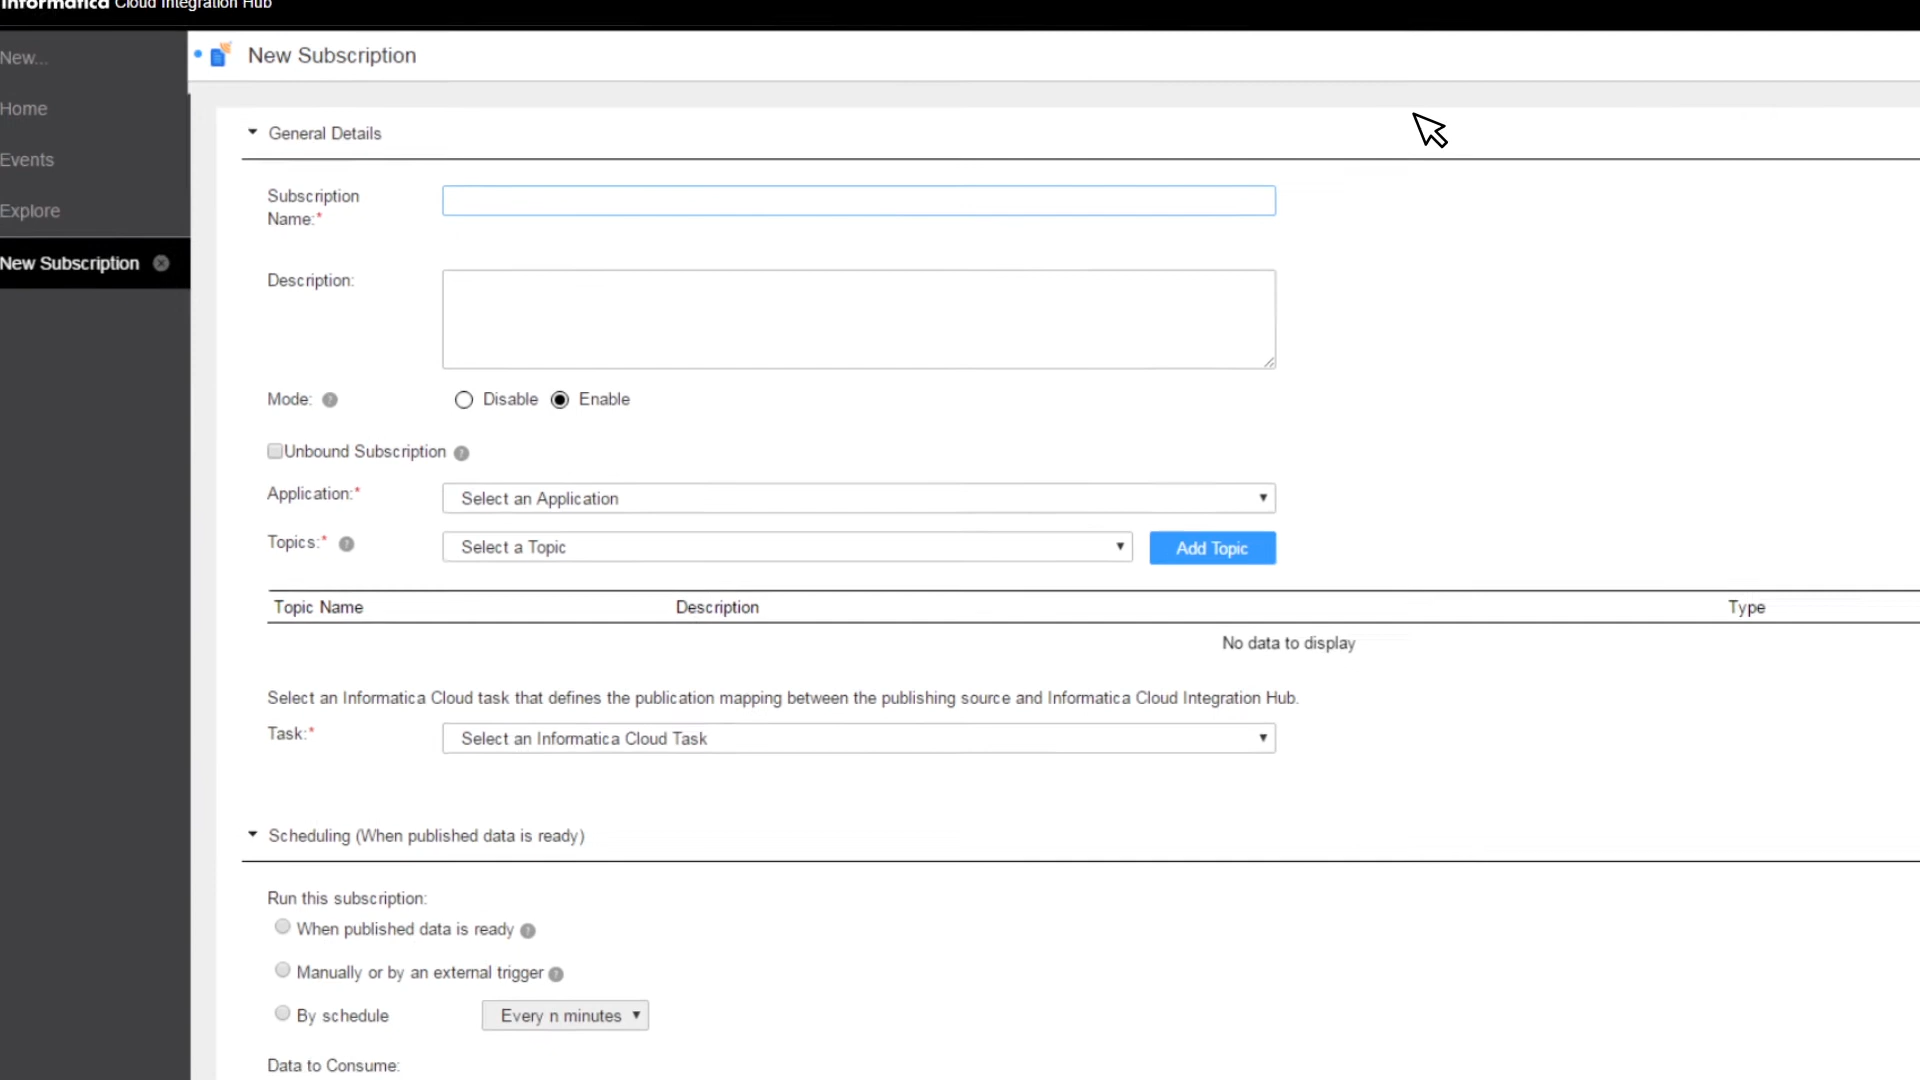 Informatica Cloud Integration Hub
New...
Home
Events
Explore
New Subscription
New Subscription
General Details
Subscription
Name:*
Description:
Mode: ?
Disable
Enable
Unbound Subscription ?
Application:*
Select an Application
Topics:* ?
Select a Topic
Add Topic
Topic Name
Description
Type
No data to display
Select an Informatica Cloud task that defines the publication mapping between the publishing source and Informatica Cloud Integration Hub.
Task:*
Select an Informatica Cloud Task
Scheduling (When published data is ready)
Run this subscription:
When published data is ready ?
Manually or by an external trigger ?
By schedule
Every n minutes
Data to Consume: